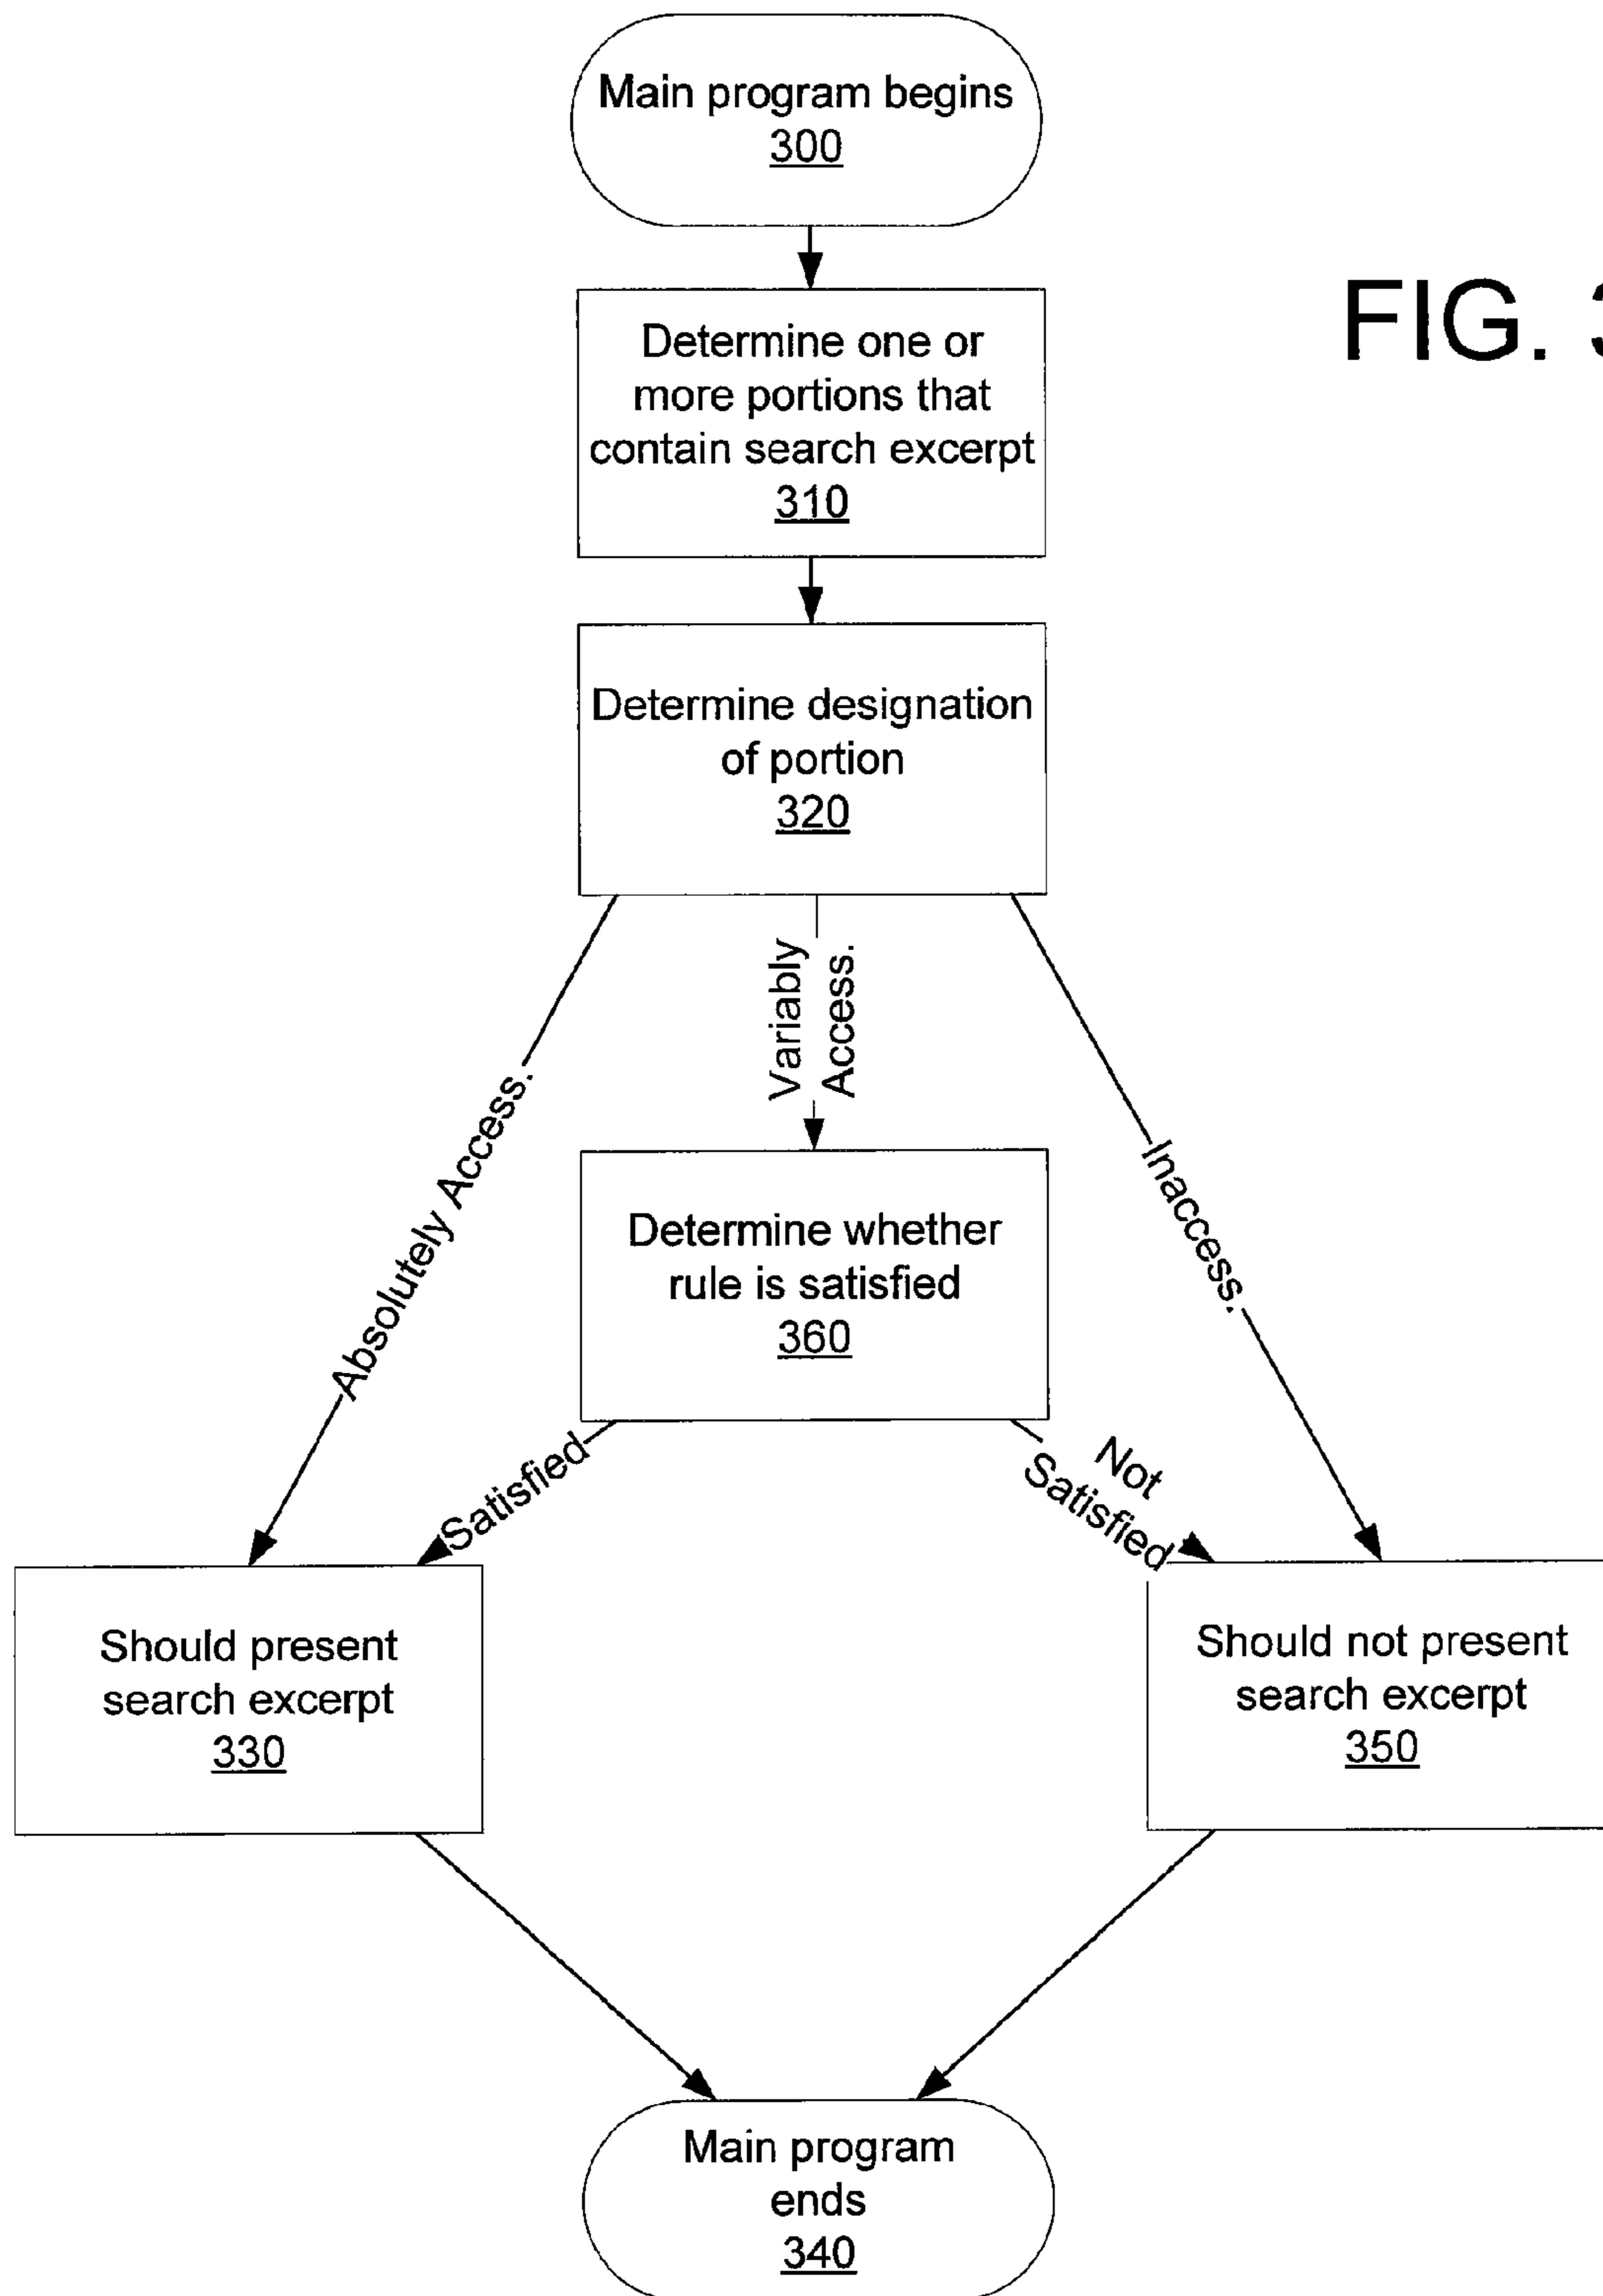 Main program begins
300
FIG. 3
Determine one or
more portions that
contain search excerpt
310
Determine designation
of portion
320
Absolutely Access.
Variably
Access.
Inaccess.
Determine whether
rule is satisfied
360
Satisfied
Not
Satisfied
Should present
search excerpt
330
Should not present
search excerpt
350
Main program
ends
340